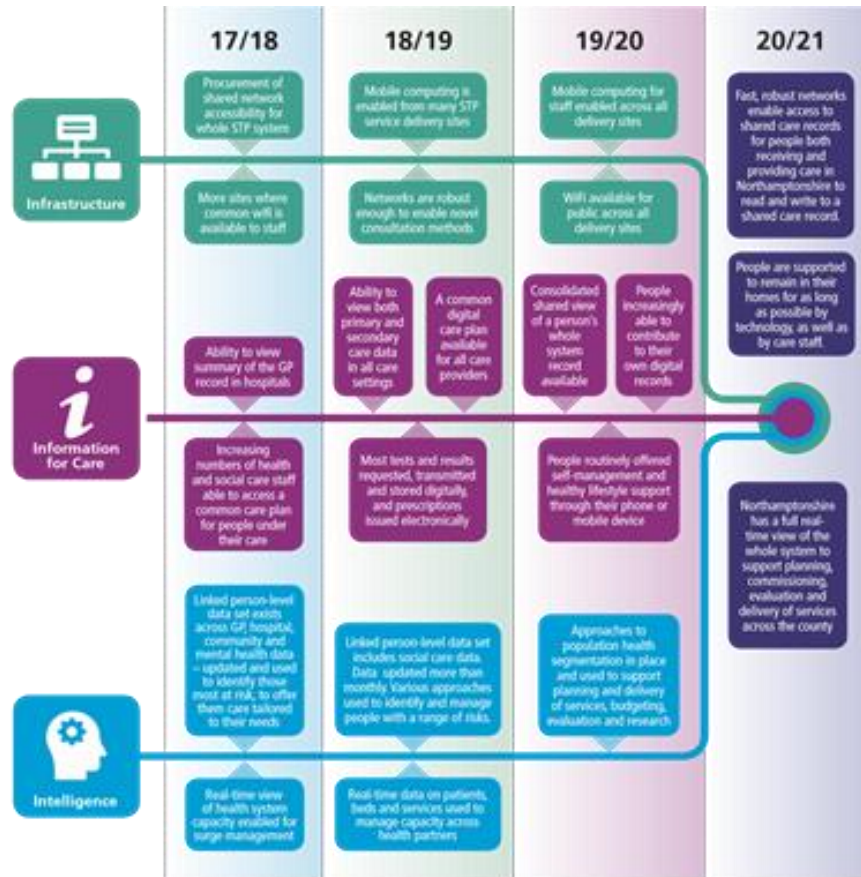 17/18
18/19
19/20
20/21
Infrastructure
Procurement of
shared network
accessibility for
whole STP system
Mobile computing is
enabled from many STP
service delivery sites
Mobile computing for
staff enabled across all
delivery sites
More sites where
common wifi is
available to staff
Networks are robust
enough to enable novel
consultation methods
WiFi available for
public across all
delivery sites
Fast, robust networks
enable access to
shared care records
for people both
receiving and
providing care in
Northamptonshire to
read and write to a
shared care record.
People are supported
to remain in their
homes for as long
as possible by
technology, as well as
by care staff.
Information
for Care
Ability to view
summary of the GP
record in hospitals
Ability to
view both
primary and
secondary
care data
in all care
settings
A common
digital
care plan
available
for all care
providers
Consolidated
shared view
of a person's
whole
system
record
available
People
increasingly
able to
contribute
to their
own digital
records
Increasing
numbers of health
and social care staff
able to access a
common care plan
for people under
their care
Most tests and results
requested, transmitted
and stored digitally,
and prescriptions
issued electronically
People routinely offered
self-management and
healthy lifestyle support
through their phone or
mobile device
Northamptonshire
has a full real-
time view of the
whole system to
support planning,
commissioning,
evaluation and
delivery of services
across the county
Intelligence
Linked person-level
data set exists
across GP, hospital,
community and
mental health data
– updated and used
to identify those
most at risk, to offer
them care tailored
to their needs
Linked person-level data set
includes social care data.
Data updated more than
monthly. Various approaches
used to identify and manage
people with a range of risks.
Approaches to
population health
segmentation in place
and used to support
planning and delivery
of services, budgeting,
evaluation and research
Real-time view
of health system
capacity enabled for
surge management
Real-time data on patients,
beds and services used to
manage capacity across
health partners